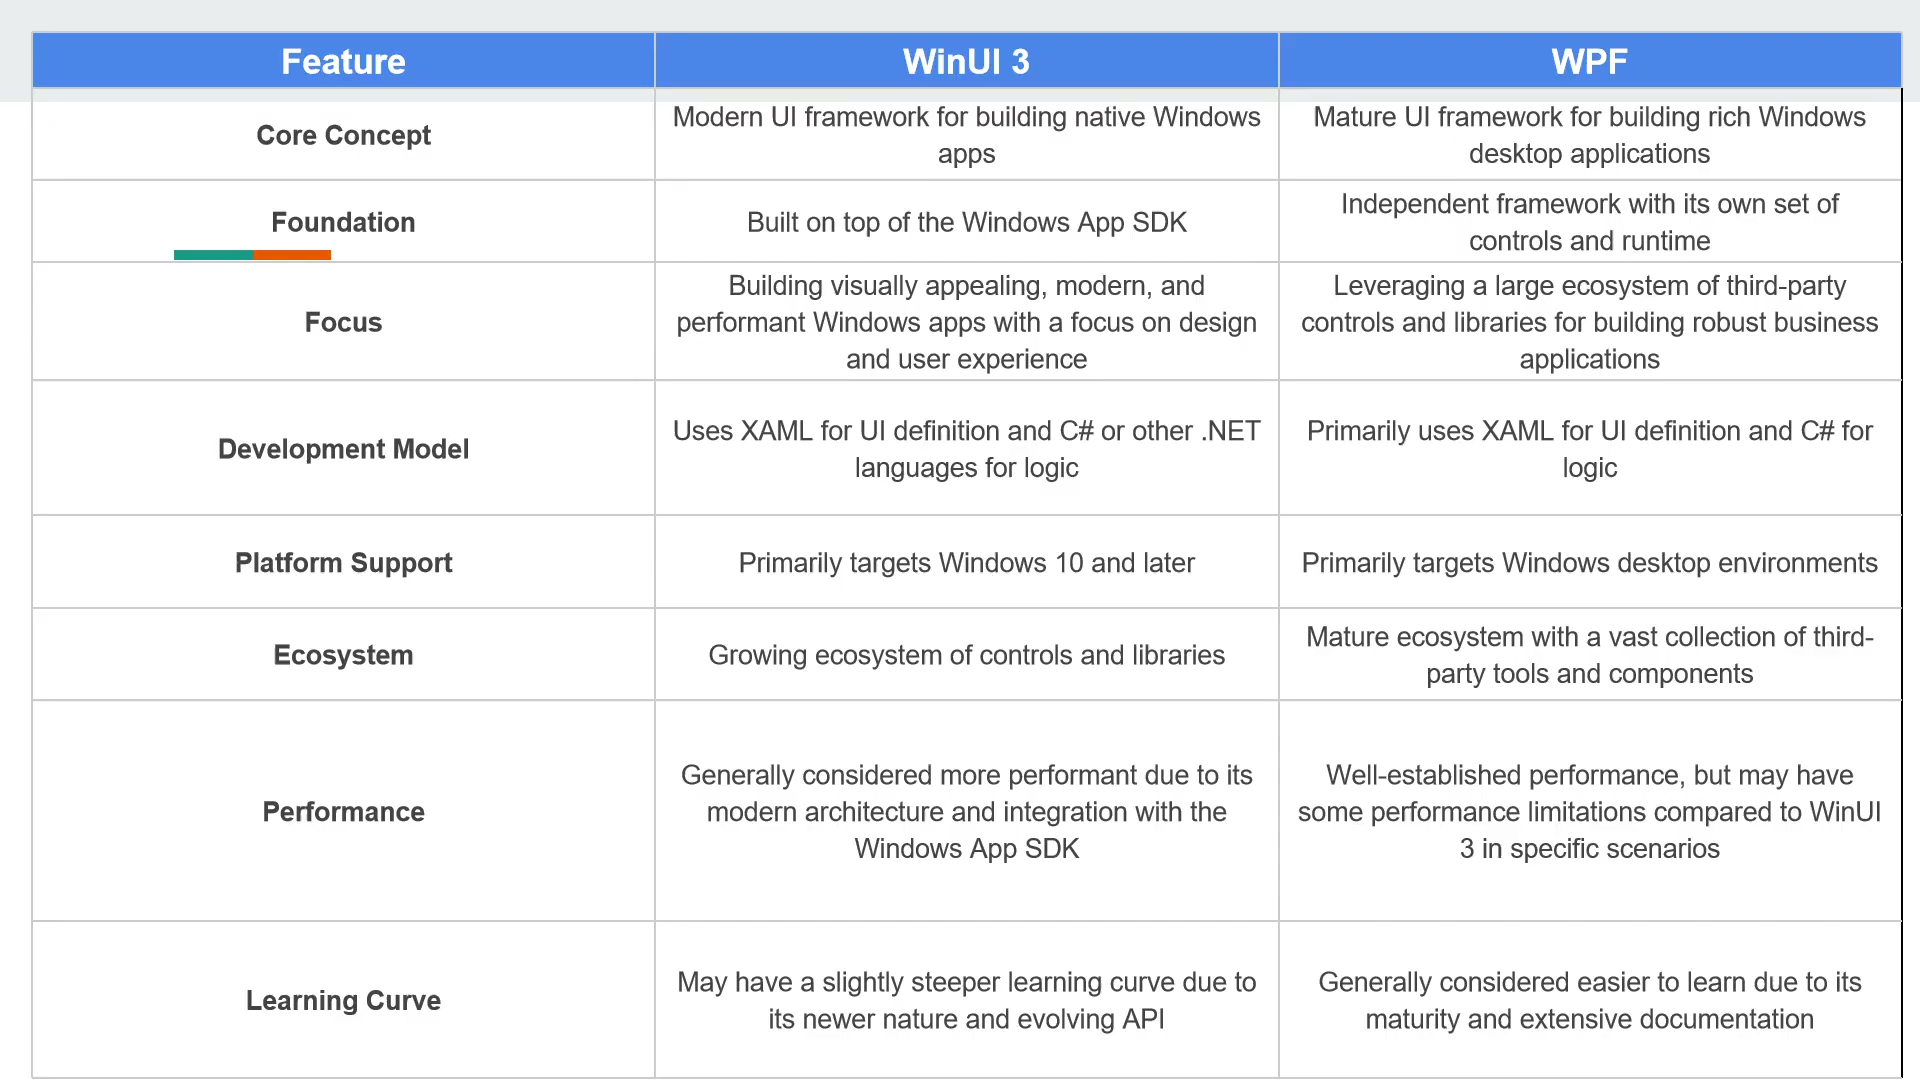 Feature
WinUI 3
WPF
Core Concept
Modern UI framework for building native Windows
apps
Mature UI framework for building rich Windows
desktop applications
Foundation
Built on top of the Windows App SDK
Independent framework with its own set of
controls and runtime
Focus
Building visually appealing, modern, and
performant Windows apps with a focus on design
and user experience
Leveraging a large ecosystem of third-party
controls and libraries for building robust business
applications
Development Model
Uses XAML for UI definition and C# or other .NET
languages for logic
Primarily uses XAML for UI definition and C# for
logic
Platform Support
Primarily targets Windows 10 and later
Primarily targets Windows desktop environments
Ecosystem
Growing ecosystem of controls and libraries
Mature ecosystem with a vast collection of third-
party tools and components
Performance
Generally considered more performant due to its
modern architecture and integration with the
Windows App SDK
Well-established performance, but may have
some performance limitations compared to WinUI
3 in specific scenarios
Learning Curve
May have a slightly steeper learning curve due to
its newer nature and evolving API
Generally considered easier to learn due to its
maturity and extensive documentation